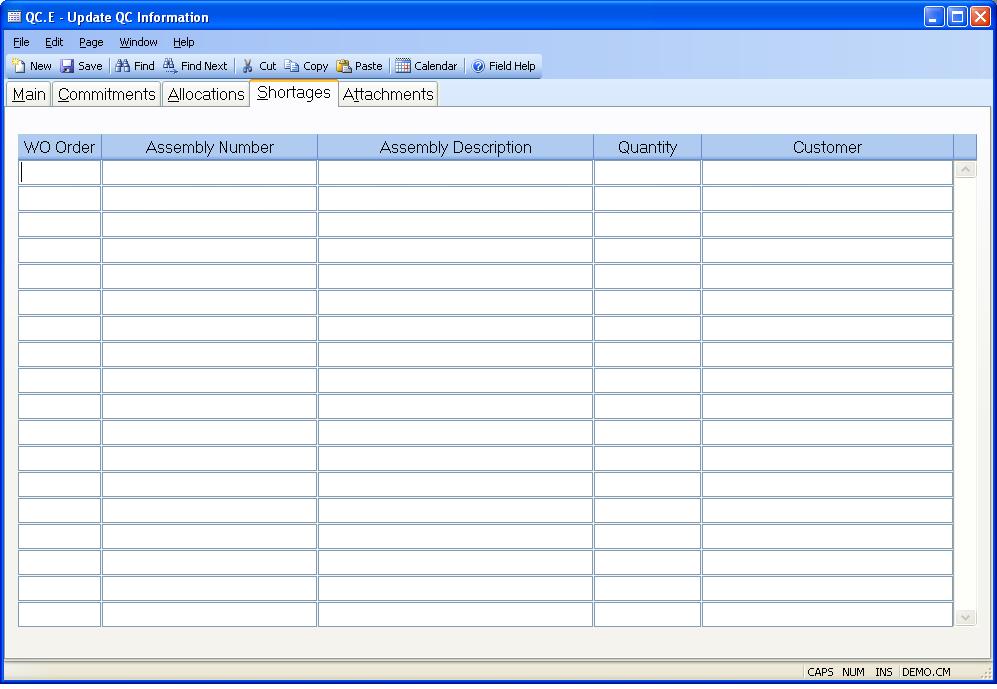 QC.E - Update QC Information
File Edit Page Window Help
New Save Find Find Next Cut Copy Paste Calendar Field Help
Main Commitments Allocations Shortages Attachments
WO Order Assembly Number Assembly Description Quantity Customer
CAPS NUM INS DEMO.CM